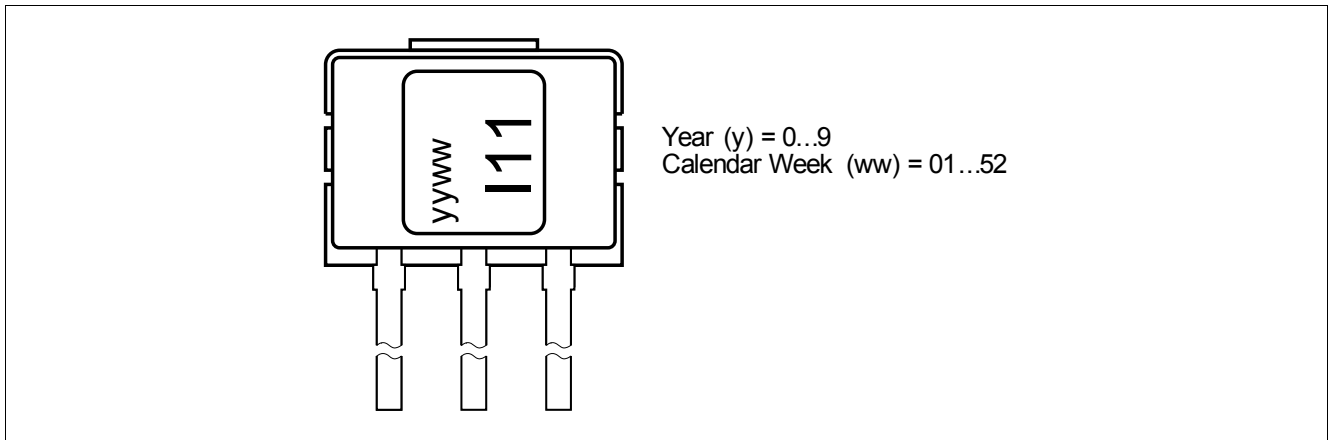 yyww
I11
Year (y) = 0...9
Calendar Week (ww) = 01...52